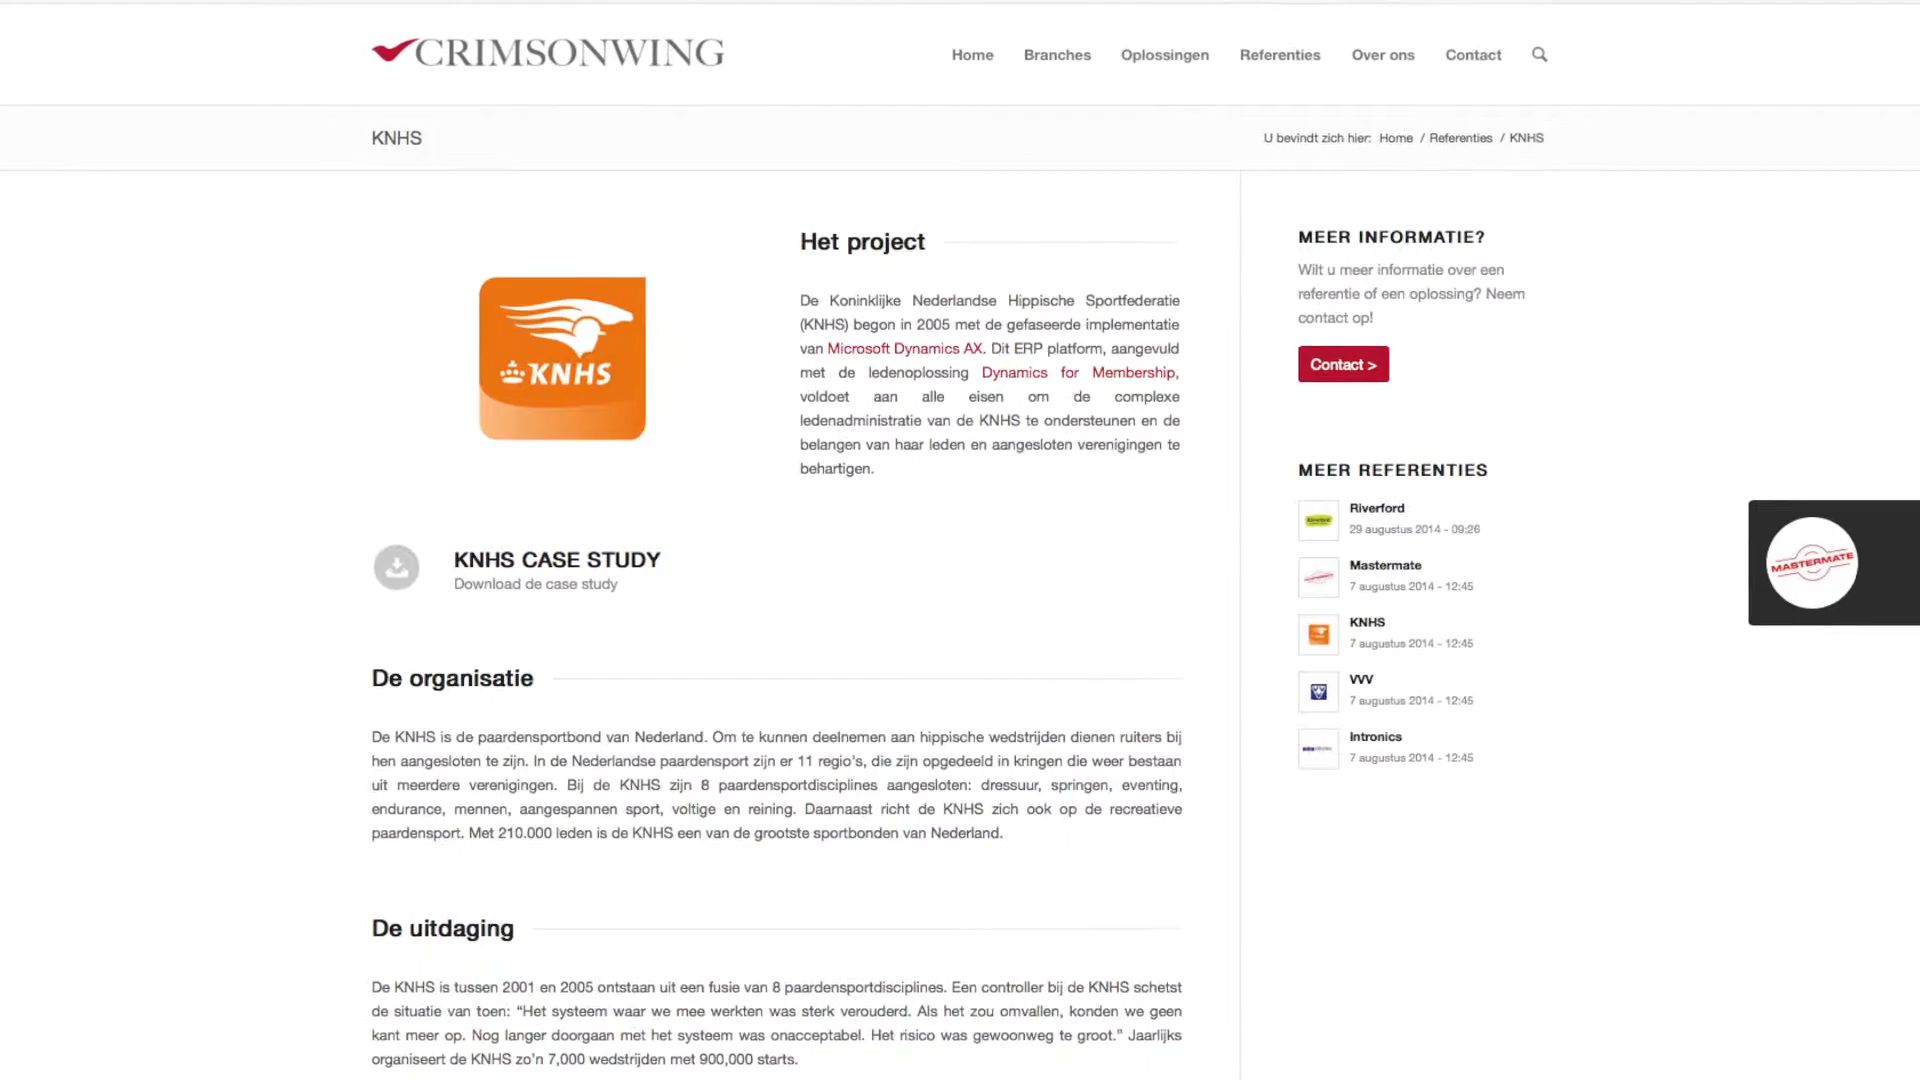 CRIMSONWING
Home
Branches
Oplossingen
Referenties
Over ons
Contact
KNHS
U bevindt zich hier: Home / Referenties / KNHS
KNHS
Het project
De Koninklijke Nederlandse Hippische Sportfederatie
(KNHS) begon in 2005 met de gefaseerde implementatie
van Microsoft Dynamics AX. Dit ERP platform, aangevuld
met de ledenoplossing Dynamics for Membership,
voldoet aan alle eisen om de complexe
ledenadministratie van de KNHS te ondersteunen en de
belangen van haar leden en aangesloten verenigingen te
behartigen.
KNHS CASE STUDY
Download de case study
De organisatie
De KNHS is de paardensportbond van Nederland. Om te kunnen deelnemen aan hippische wedstrijden dienen ruiters bij
hen aangesloten te zijn. In de Nederlandse paardensport zijn er 11 regio's, die zijn opgedeeld in kringen die weer bestaan
uit meerdere verenigingen. Bij de KNHS zijn 8 paardensportdisciplines aangesloten: dressuur, springen, eventing,
endurance, mennen, aangespannen sport, voltige en reining. Daarnaast richt de KNHS zich ook op de recreatieve
paardensport. Met 210.000 leden is de KNHS een van de grootste sportbonden van Nederland.
De uitdaging
De KNHS is tussen 2001 en 2005 ontstaan uit een fusie van 8 paardensportdisciplines. Een controller bij de KNHS schetst
de situatie van toen: “Het systeem waar we mee werkten was sterk verouderd. Als het zou omvallen, konden we geen
kant meer op. Nog langer doorgaan met het systeem was onacceptabel. Het risico was gewoonweg te groot.” Jaarlijks
organiseert de KNHS zo'n 7,000 wedstrijden met 900,000 starts.
MEER INFORMATIE?
Wilt u meer informatie over een
referentie of een oplossing? Neem
contact op!
Contact >
MEER REFERENTIES
Riverford
29 augustus 2014 - 09:26
Mastermate
7 augustus 2014 - 12:45
KNHS
7 augustus 2014 - 12:45
VVV
7 augustus 2014 - 12:45
Intronics
7 augustus 2014 - 12:45
MASTERMATE